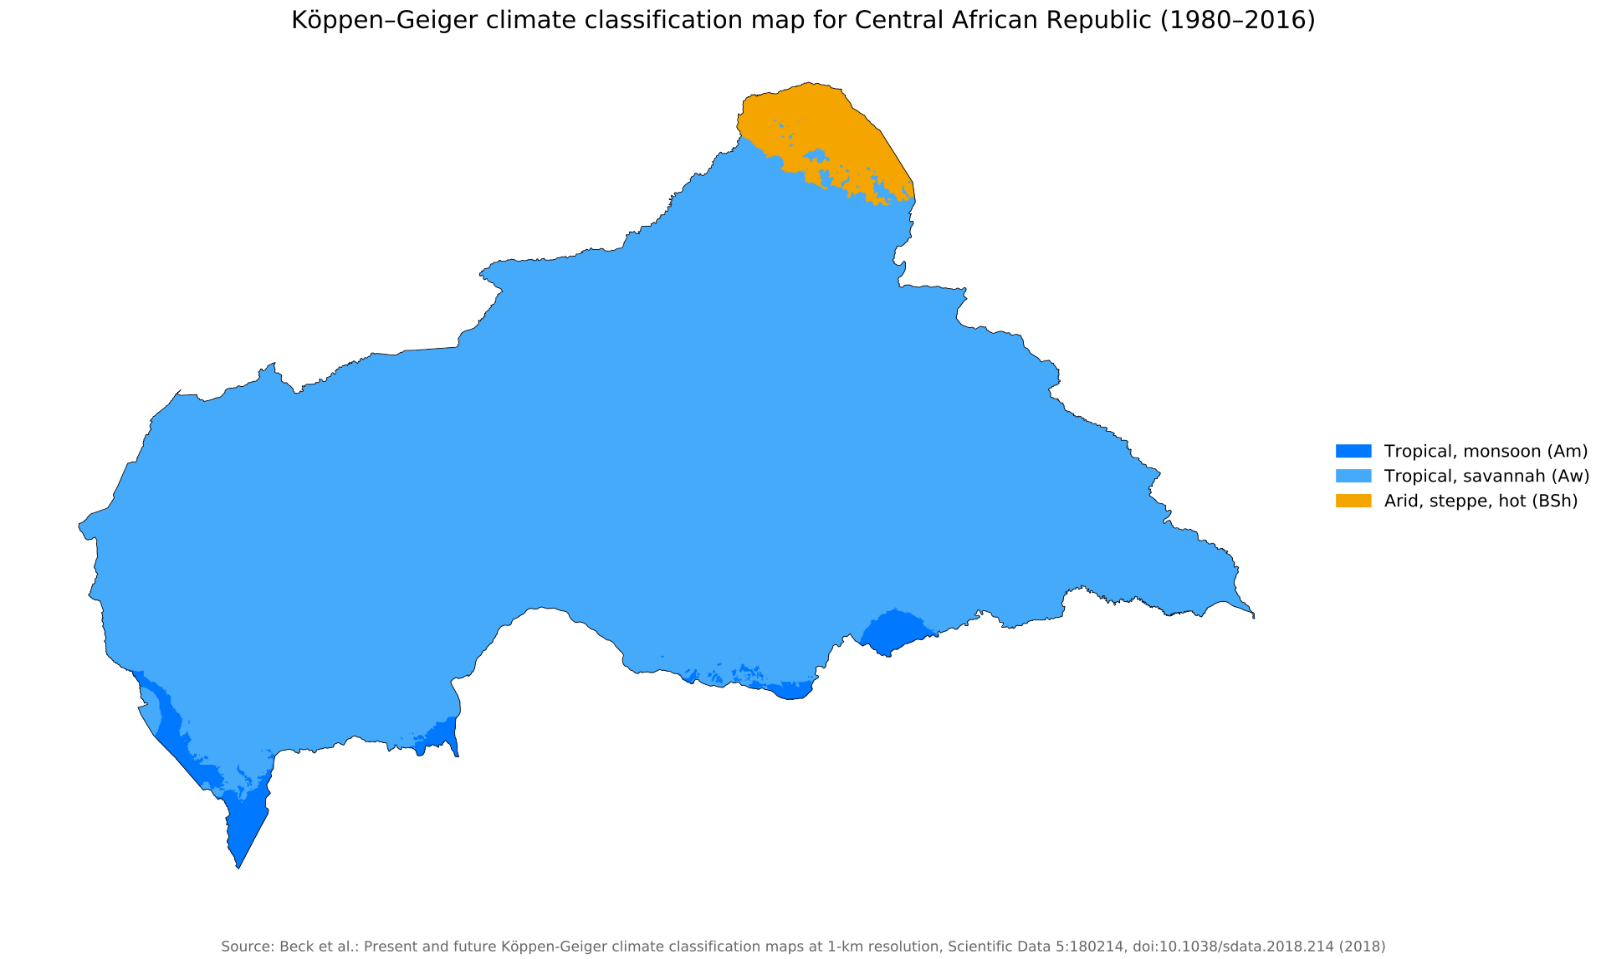 Köppen–Geiger climate classification map for Central African Republic (1980–2016)
Tropical, monsoon (Am)
Tropical, savannah (Aw)
Arid, steppe, hot (BSh)
Source: Beck et al.: Present and future Köppen-Geiger climate classification maps at 1-km resolution, Scientific Data 5:180214, doi:10.1038/sdata.2018.214 (2018)